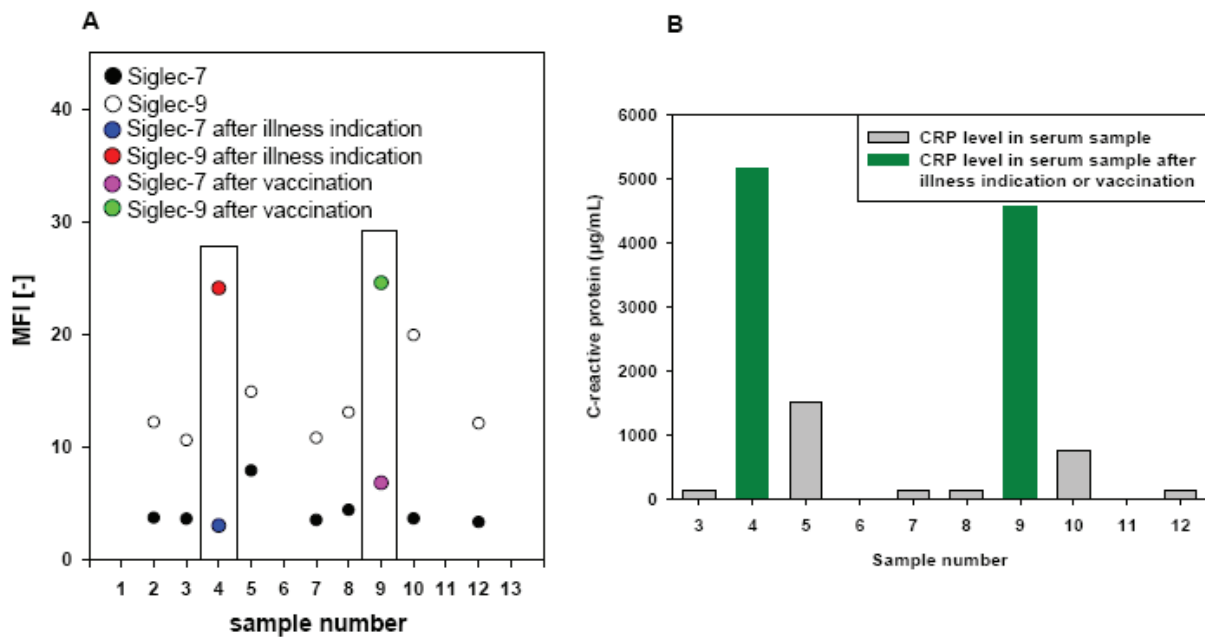 A
Siglec-7
Siglec-9
Siglec-7 after illness indication
Siglec-9 after illness indication
Siglec-7 after vaccination
Siglec-9 after vaccination
40
30
20
10
0
MFI [-]
1 2 3 4 5 6 7 8 9 10 11 12 13
sample number
B
CRP level in serum sample
CRP level in serum sample after
illness indication or vaccination
6000
5000
4000
3000
2000
1000
0
C-reactive protein (µg/mL)
3 4 5 6 7 8 9 10 11 12
Sample number